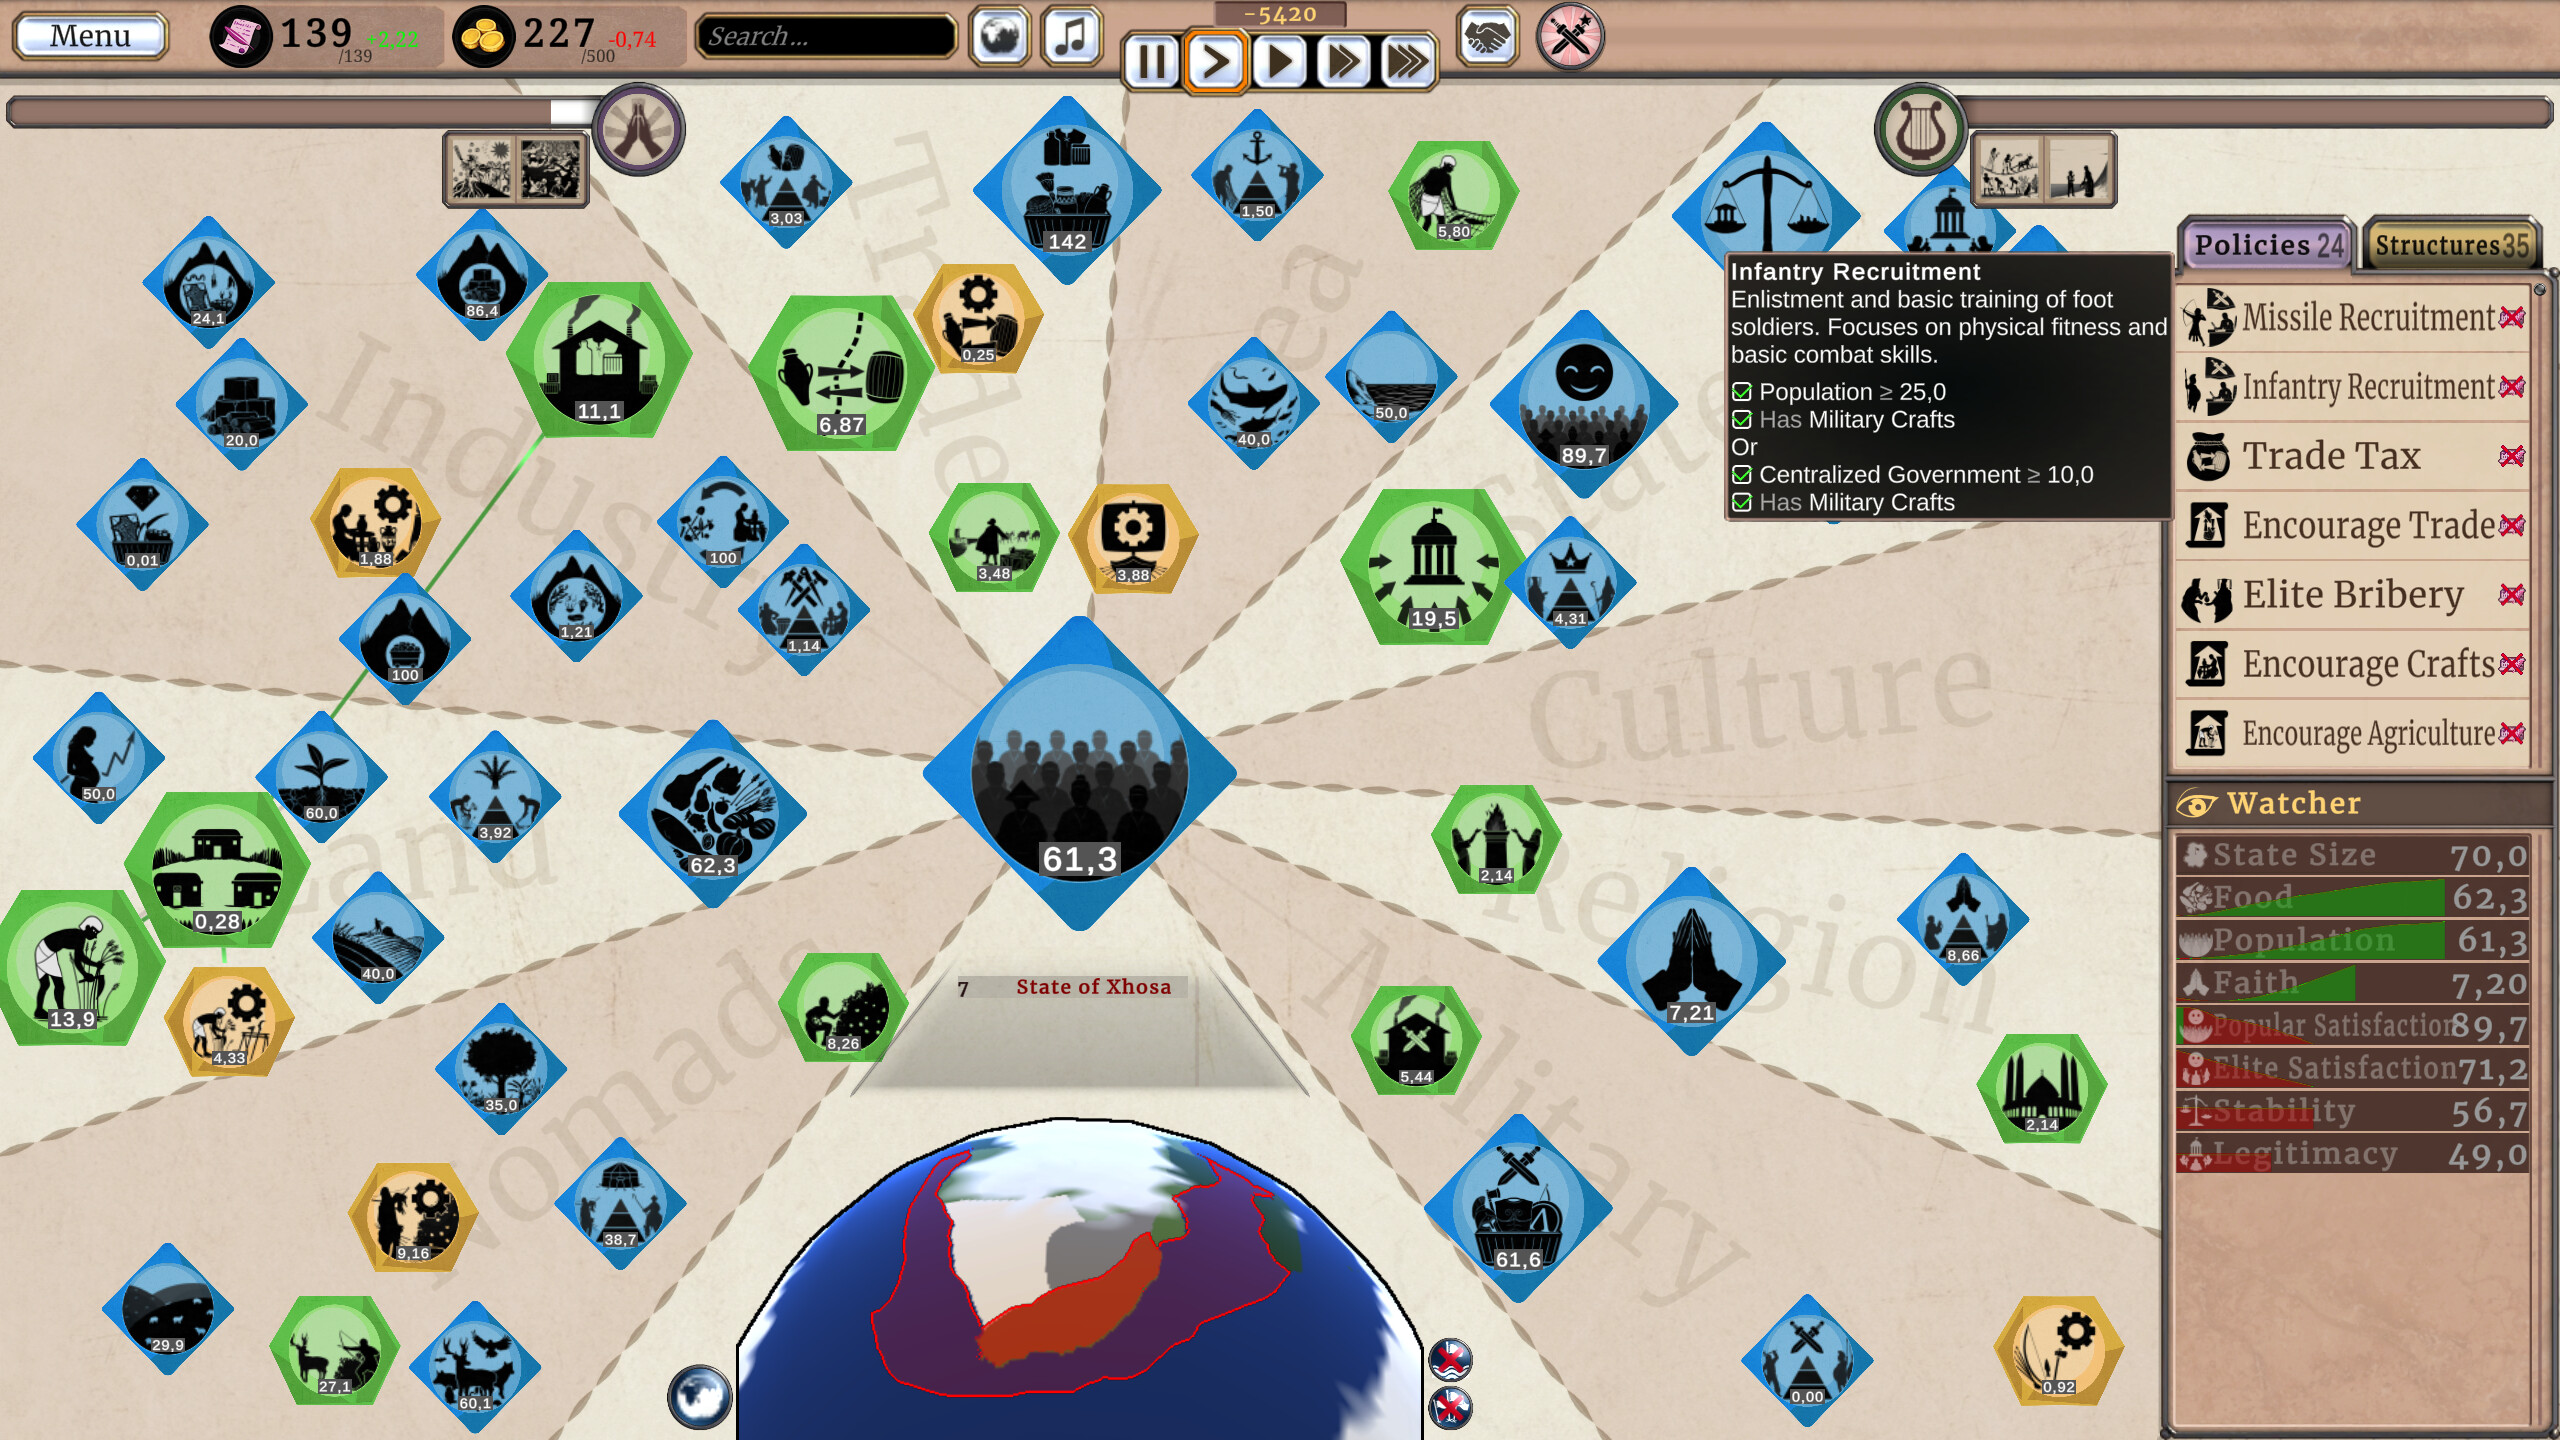 Menu
139 +2,22
/139
227 -0,74
/500
Search...
-5420
Policies 24
Structures 35
Missile Recruitment
Infantry Recruitment
Trade Tax
Encourage Trade
Elite Bribery
Encourage Crafts
Encourage Agriculture
Infantry Recruitment
Enlistment and basic training of foot
soldiers. Focuses on physical fitness and
basic combat skills.
Population ≥ 25,0
Has Military Crafts
Or
Centralized Government ≥ 10,0
Has Military Crafts
Watcher
State Size 70,0
Food 62,3
Population 61,3
Faith 7,20
Popular Satisfaction 89,7
Elite Satisfaction 71,2
Stability 56,7
Legitimacy 49,0
Industry
24,1
86,4
11,1
20,0
0,01
1,88
100
1,21
100
1,14
3,03
142
6,87
0,25
3,48
3,88
1,50
5,80
40,0
50,0
State
89,7
19,5
4,31
Culture
Land
50,0
60,0
3,92
62,3
0,28
13,9
4,33
40,0
61,3
Religion
2,14
7,21
8,66
2,14
Nomads
35,0
8,26
9,16
38,7
29,9
27,1
60,1
Military
5,44
61,6
0,00
0,92
7 State of Xhosa